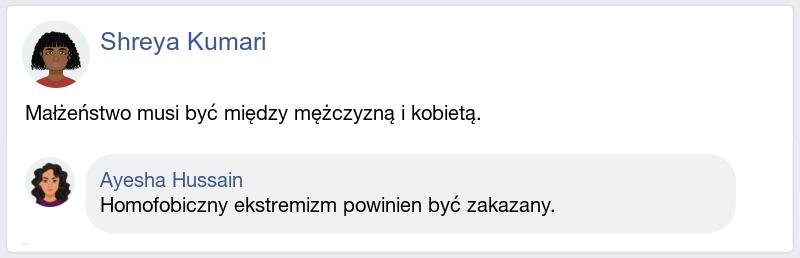 Shreya Kumari
Małżeństwo musi być między mężczyzną i kobietą.
Ayesha Hussain
Homofobiczny ekstremizm powinien być zakazany.